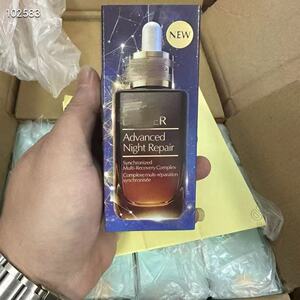 102583
NEW
R
Advanced
Night Repair
Synchronized
Multi-Recovery Complex
Complexe multi-réparation
synchronisée